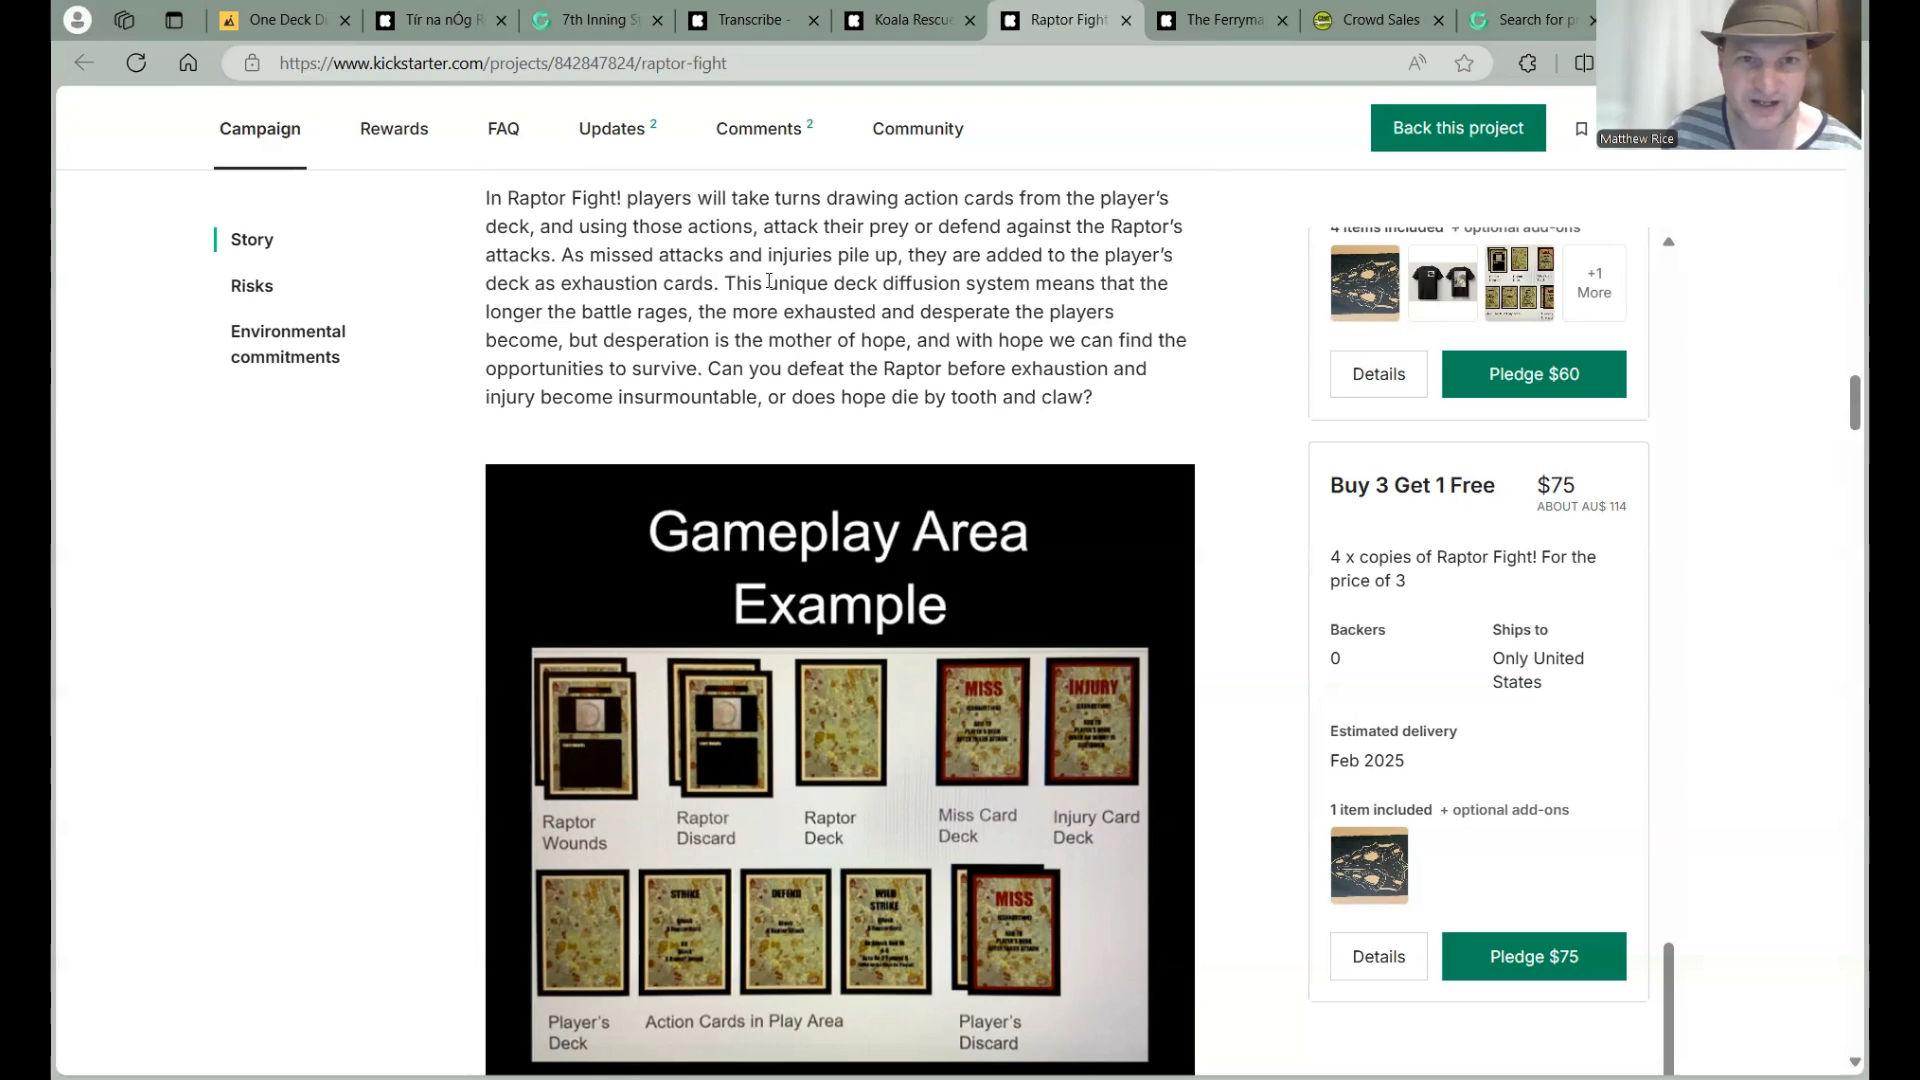 One Deck D
Tír na nÓg R
7th Inning S
Transcribe -
Koala Rescue
Raptor Fight
The Ferryma
Crowd Sales
Search for p
https://www.kickstarter.com/projects/842847824/raptor-fight
Matthew Rice
Campaign
Rewards
FAQ
Updates 2
Comments 2
Community
Back this project
Story
Risks
Environmental
commitments
In Raptor Fight! players will take turns drawing action cards from the player's
deck, and using those actions, attack their prey or defend against the Raptor's
attacks. As missed attacks and injuries pile up, they are added to the player's
deck as exhaustion cards. This unique deck diffusion system means that the
longer the battle rages, the more exhausted and desperate the players
become, but desperation is the mother of hope, and with hope we can find the
opportunities to survive. Can you defeat the Raptor before exhaustion and
injury become insurmountable, or does hope die by tooth and claw?
Gameplay Area
Example
MISS
INJURY
Raptor
Wounds
Raptor
Discard
Raptor
Deck
Miss Card
Deck
Injury Card
Deck
STRIKE
DEFEND
WILD
STRIKE
MISS
Player's
Deck
Action Cards in Play Area
Player's
Discard
4 items included + optional add-ons
+1
More
Details
Pledge $60
Buy 3 Get 1 Free
$75
ABOUT AU$ 114
4 x copies of Raptor Fight! For the
price of 3
Backers
0
Ships to
Only United
States
Estimated delivery
Feb 2025
1 item included + optional add-ons
Details
Pledge $75